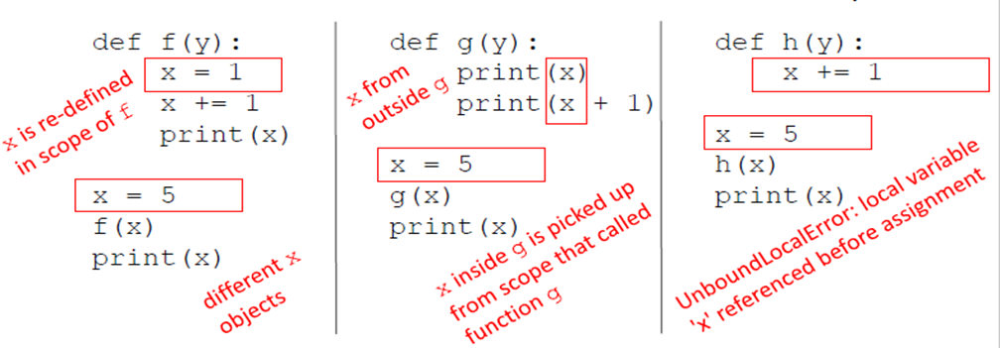 def f(y):
x = 1
x += 1
print(x)
x is re-defined
in scope of f
x = 5
f(x)
print(x)
different x
objects
def g(y):
print(x)
print(x + 1)
x from
outside g
x = 5
g(x)
print(x)
x inside g is picked up
from scope that called
function g
def h(y):
x += 1
x = 5
h(x)
print(x)
UnboundLocalError: local variable
'x' referenced before assignment